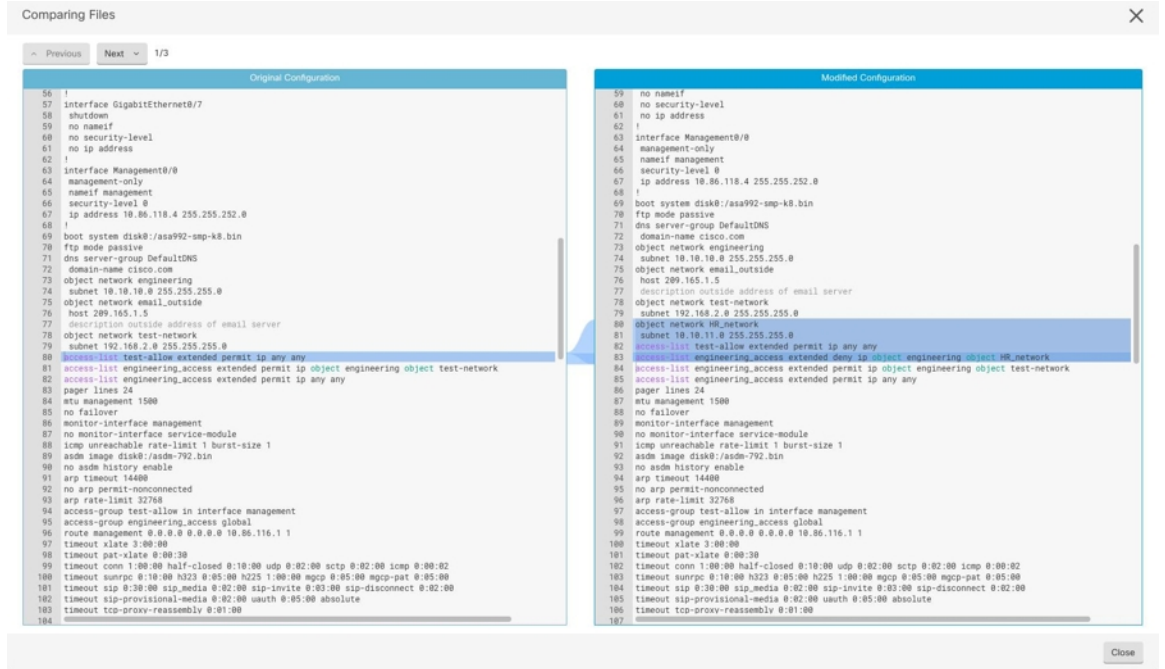 Comparing Files
Previous Next 1/3
Original Configuration
56 !
57 interface GigabitEthernet0/7
58 shutdown
59 no nameif
60 no security-level
61 no ip address
62 !
63 interface Management0/0
64 management-only
65 nameif management
66 security-level 0
67 ip address 10.86.118.4 255.255.252.0
68 !
69 boot system disk0:/asa992-smp-k8.bin
70 ftp mode passive
71 dns server-group DefaultDNS
72 domain-name cisco.com
73 object network engineering
74 subnet 10.10.10.0 255.255.255.0
75 object network email_outside
76 host 209.165.1.5
77 description outside address of email server
78 object network test-network
79 subnet 192.168.2.0 255.255.255.0
80 access-list test-allow extended permit ip any any
81 access-list engineering_access extended permit ip object engineering object test-network
82 access-list engineering_access extended permit ip any any
83 pager lines 24
84 mtu management 1500
85 no failover
86 monitor-interface management
87 no monitor-interface service-module
88 icmp unreachable rate-limit 1 burst-size 1
89 asdm image disk0:/asdm-792.bin
90 no asdm history enable
91 arp timeout 14400
92 no arp permit-nonconnected
93 arp rate-limit 32768
94 access-group test-allow in interface management
95 access-group engineering_access global
96 route management 0.0.0.0 0.0.0.0 10.86.116.1 1
97 timeout xlate 3:00:00
98 timeout pat-xlate 0:00:30
99 timeout conn 1:00:00 half-closed 0:10:00 udp 0:02:00 sctp 0:02:00 icmp 0:00:02
100 timeout sunrpc 0:10:00 h323 0:05:00 h225 1:00:00 mgcp 0:05:00 mgcp-pat 0:05:00
101 timeout sip 0:30:00 sip_media 0:02:00 sip-invite 0:03:00 sip-disconnect 0:02:00
102 timeout sip-provisional-media 0:02:00 uauth 0:05:00 absolute
103 timeout tcp-proxy-reassembly 0:01:00
104
Modified Configuration
59 no nameif
60 no security-level
61 no ip address
62 !
63 interface Management0/0
64 management-only
65 nameif management
66 security-level 0
67 ip address 10.86.118.4 255.255.252.0
68 !
69 boot system disk0:/asa992-smp-k8.bin
70 ftp mode passive
71 dns server-group DefaultDNS
72 domain-name cisco.com
73 object network engineering
74 subnet 10.10.10.0 255.255.255.0
75 object network email_outside
76 host 209.165.1.5
77 description outside address of email server
78 object network test-network
79 subnet 192.168.2.0 255.255.255.0
80 object network HR_network
81 subnet 10.10.11.0 255.255.255.0
82 access-list test-allow extended permit ip any any
83 access-list engineering_access extended deny ip object engineering object HR_network
84 access-list engineering_access extended permit ip object engineering object test-network
85 access-list engineering_access extended permit ip any any
86 pager lines 24
87 mtu management 1500
88 no failover
89 monitor-interface management
90 no monitor-interface service-module
91 icmp unreachable rate-limit 1 burst-size 1
92 asdm image disk0:/asdm-792.bin
93 no asdm history enable
94 arp timeout 14400
95 no arp permit-nonconnected
96 arp rate-limit 32768
97 access-group test-allow in interface management
98 access-group engineering_access global
99 route management 0.0.0.0 0.0.0.0 10.86.116.1 1
100 timeout xlate 3:00:00
101 timeout pat-xlate 0:00:30
102 timeout conn 1:00:00 half-closed 0:10:00 udp 0:02:00 sctp 0:02:00 icmp 0:00:02
103 timeout sunrpc 0:10:00 h323 0:05:00 h225 1:00:00 mgcp 0:05:00 mgcp-pat 0:05:00
104 timeout sip 0:30:00 sip_media 0:02:00 sip-invite 0:03:00 sip-disconnect 0:02:00
105 timeout sip-provisional-media 0:02:00 uauth 0:05:00 absolute
106 timeout tcp-proxy-reassembly 0:01:00
107
Close